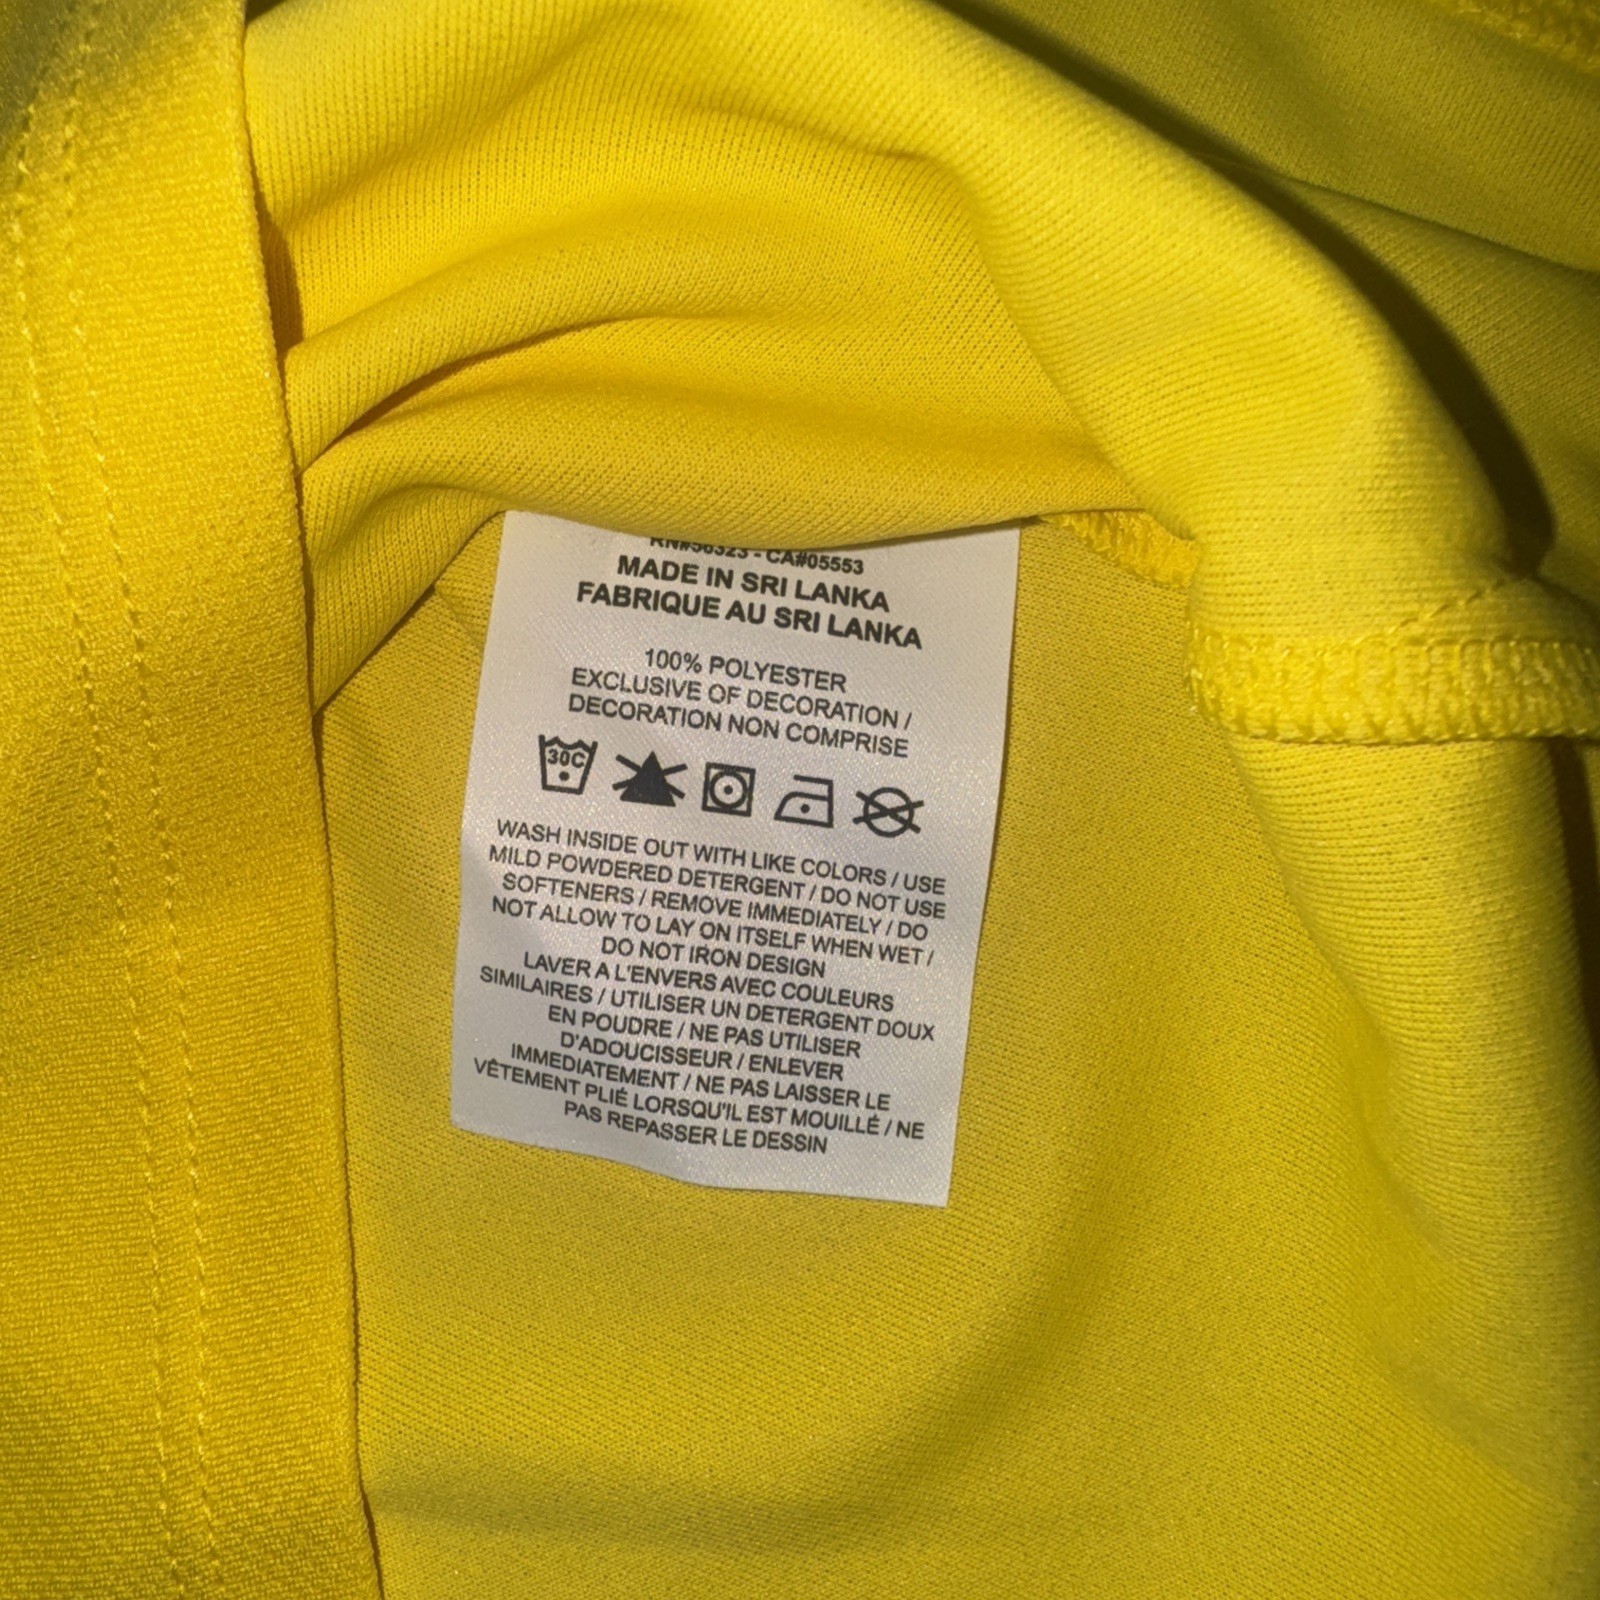 RN#56323 - CA#05553
MADE IN SRI LANKA
FABRIQUE AU SRI LANKA
100% POLYESTER
EXCLUSIVE OF DECORATION /
DECORATION NON COMPRISE
30C
WASH INSIDE OUT WITH LIKE COLORS / USE
MILD POWDERED DETERGENT / DO NOT USE
SOFTENERS / REMOVE IMMEDIATELY / DO
NOT ALLOW TO LAY ON ITSELF WHEN WET /
DO NOT IRON DESIGN
LAVER A L'ENVERS AVEC COULEURS
SIMILAIRES / UTILISER UN DETERGENT DOUX
EN POUDRE / NE PAS UTILISER
D'ADOUCISSEUR / ENLEVER
IMMEDIATEMENT / NE PAS LAISSER LE
VÊTEMENT PLIÉ LORSQU'IL EST MOUILLÉ / NE
PAS REPASSER LE DESSIN